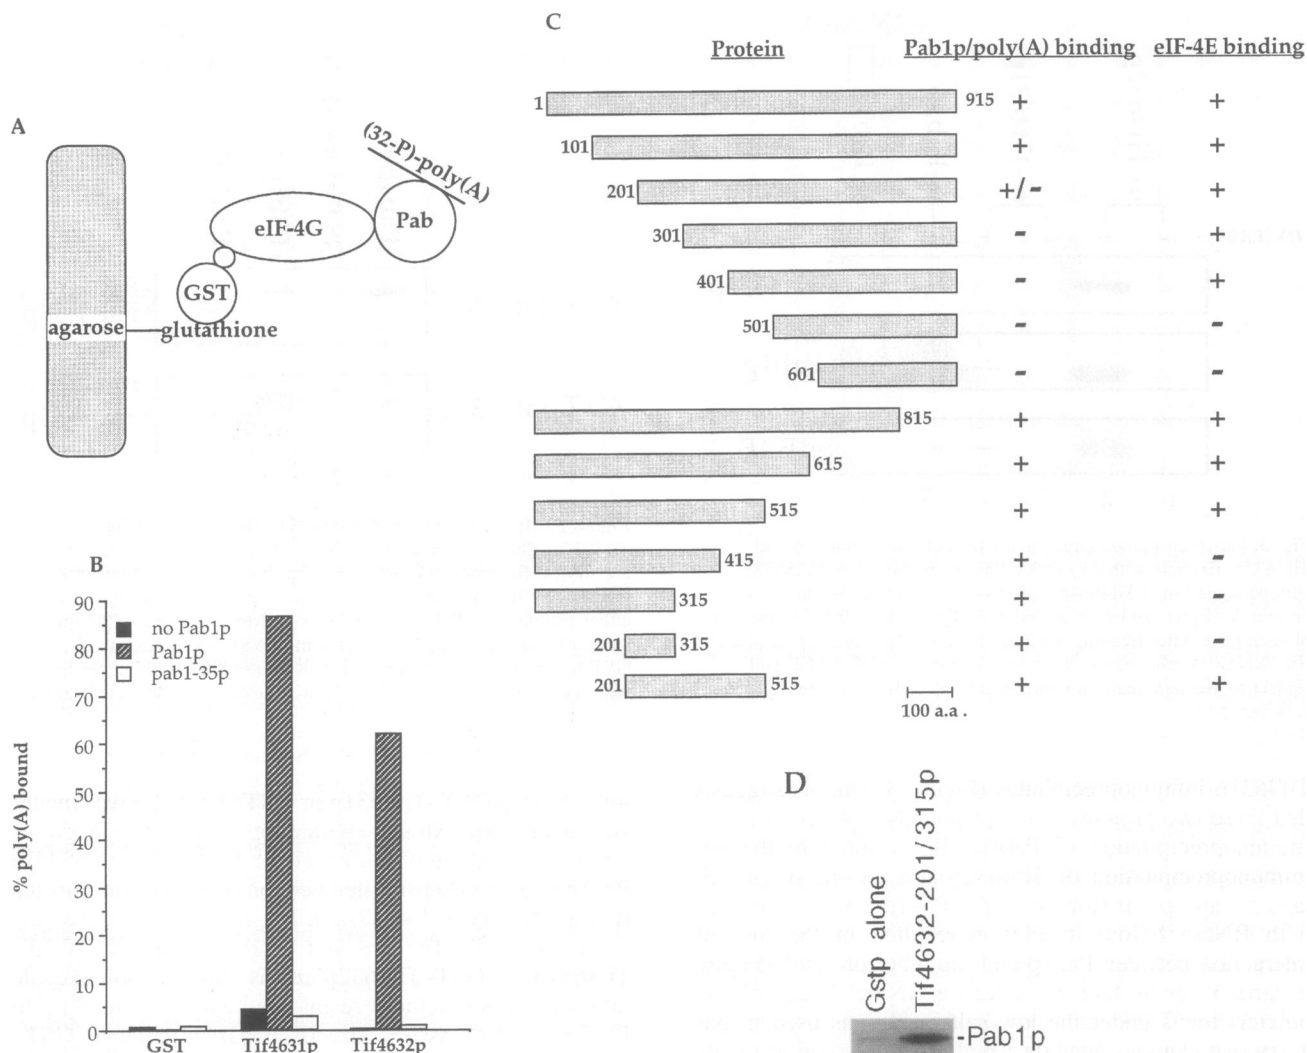 A
(32-P)-poly(A)
eIF-4G
Pab
GST
agarose
glutathione
B
90
80
70
60
50
40
30
20
10
0
% poly(A) bound
no Pab1p
Pab1p
pab1-35p
GST
Tif4631p
Tif4632p
C
Protein Pab1p/poly(A) binding eIF-4E binding
1 915 + +
101 + +
201 +/- +
301 - +
401 - +
501 - -
601 - -
815 + +
615 + +
515 + +
415 + -
315 + -
201 315 + -
201 515 + +
100 a.a .
D
Gstp alone
Tif4632-201/315p
-Pab1p